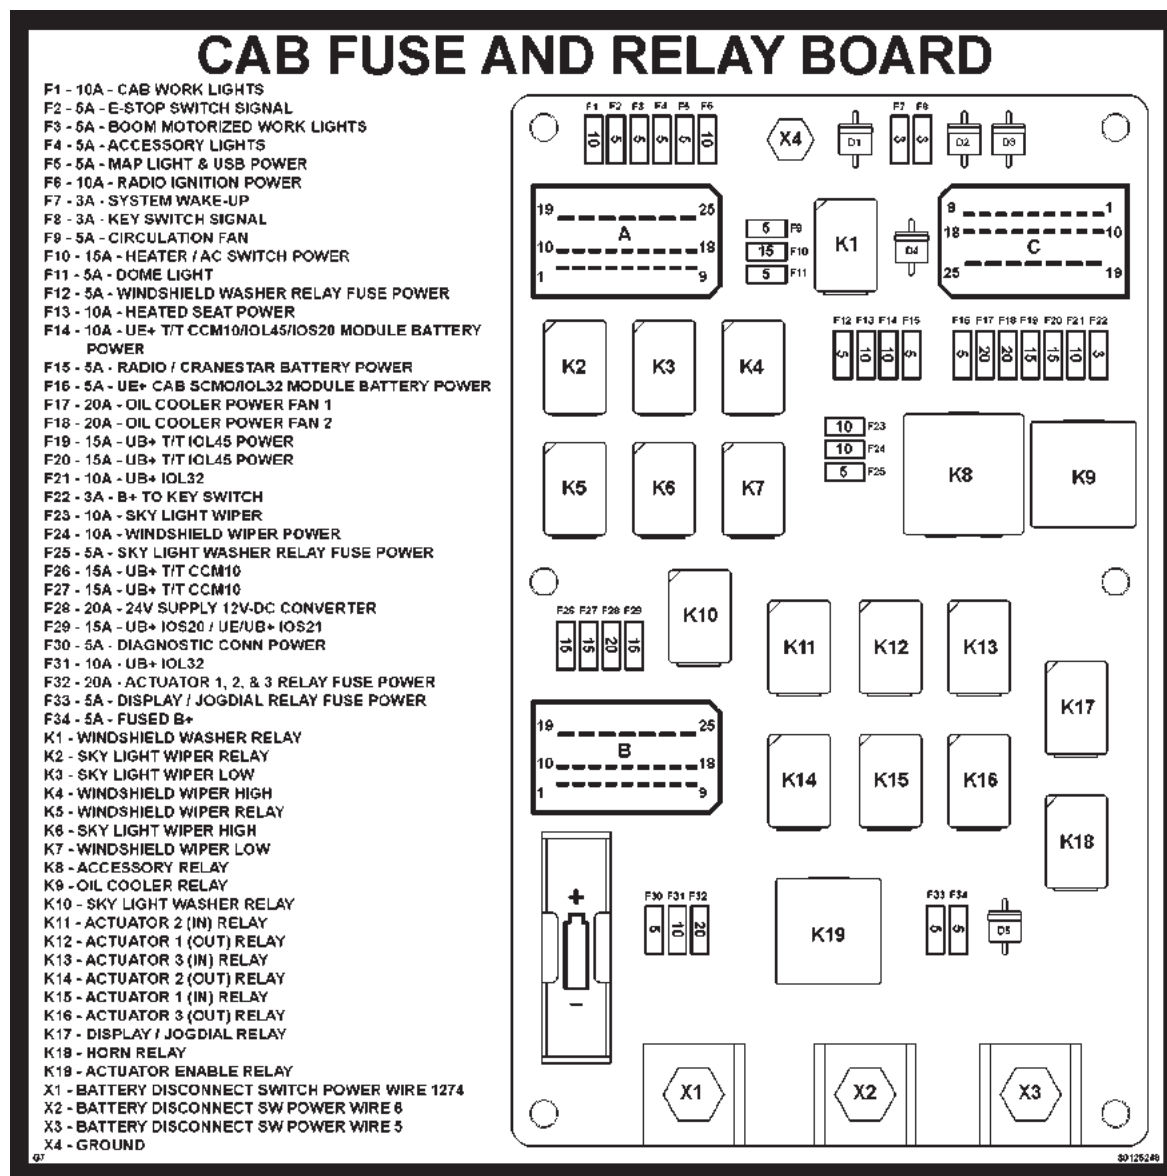 CAB FUSE AND RELAY BOARD
F1 - 10A - CAB WORK LIGHTS
F2 - 5A - E-STOP SWITCH SIGNAL
F3 - 5A - BOOM MOTORIZED WORK LIGHTS
F4 - 5A - ACCESSORY LIGHTS
F5 - 5A - MAP LIGHT & USB POWER
F6 - 10A - RADIO IGNITION POWER
F7 - 3A - SYSTEM WAKE-UP
F8 - 3A - KEY SWITCH SIGNAL
F9 - 5A - CIRCULATION FAN
F10 - 15A - HEATER / AC SWITCH POWER
F11 - 5A - DOME LIGHT
F12 - 5A - WINDSHIELD WASHER RELAY FUSE POWER
F13 - 10A - HEATED SEAT POWER
F14 - 10A - UE+ T/T CCM10/IOL45/IOS20 MODULE BATTERY
POWER
F15 - 5A - RADIO / CRANESTAR BATTERY POWER
F16 - 5A - UE+ CAB SCMO/IOL32 MODULE BATTERY POWER
F17 - 20A - OIL COOLER POWER FAN 1
F18 - 20A - OIL COOLER POWER FAN 2
F19 - 15A - UB+ T/T IOL45 POWER
F20 - 15A - UB+ T/T IOL45 POWER
F21 - 10A - UB+ IOL32
F22 - 3A - B+ TO KEY SWITCH
F23 - 10A - SKY LIGHT WIPER
F24 - 10A - WINDSHIELD WIPER POWER
F25 - 5A - SKY LIGHT WASHER RELAY FUSE POWER
F26 - 15A - UB+ T/T CCM10
F27 - 15A - UB+ T/T CCM10
F28 - 20A - 24V SUPPLY 12V-DC CONVERTER
F29 - 15A - UB+ IOS20 / UE/UB+ IOS21
F30 - 5A - DIAGNOSTIC CONN POWER
F31 - 10A - UB+ IOL32
F32 - 20A - ACTUATOR 1, 2, & 3 RELAY FUSE POWER
F33 - 5A - DISPLAY / JOGDIAL RELAY FUSE POWER
F34 - 5A - FUSED B+
K1 - WINDSHIELD WASHER RELAY
K2 - SKY LIGHT WIPER RELAY
K3 - SKY LIGHT WIPER LOW
K4 - WINDSHIELD WIPER HIGH
K5 - WINDSHIELD WIPER RELAY
K6 - SKY LIGHT WIPER HIGH
K7 - WINDSHIELD WIPER LOW
K8 - ACCESSORY RELAY
K9 - OIL COOLER RELAY
K10 - SKY LIGHT WASHER RELAY
K11 - ACTUATOR 2 (IN) RELAY
K12 - ACTUATOR 1 (OUT) RELAY
K13 - ACTUATOR 3 (IN) RELAY
K14 - ACTUATOR 2 (OUT) RELAY
K15 - ACTUATOR 1 (IN) RELAY
K16 - ACTUATOR 3 (OUT) RELAY
K17 - DISPLAY / JOGDIAL RELAY
K18 - HORN RELAY
K19 - ACTUATOR ENABLE RELAY
X1 - BATTERY DISCONNECT SWITCH POWER WIRE 1274
X2 - BATTERY DISCONNECT SW POWER WIRE 6
X3 - BATTERY DISCONNECT SW POWER WIRE 5
X4 - GROUND
F1 F2 F3 F4 F5 F6 F7 F8
10 5 5 5 5 10 X4 D1 3 3 D2 D3
19 25
A
10 18
1 9
5 F9
15 F10
5 F11
K1
D4
9 1
18 10
C
25 19
F12 F13 F14 F15 F16 F17 F18 F19 F20 F21 F22
5 10 10 5 5 20 20 15 15 10 3
K2 K3 K4
10 F23
10 F24
5 F25
K8 K9
K5 K6 K7
F26 F27 F28 F29
15 15 20 15
K10
K11 K12 K13
K17
19 25
B
10 18
1 9
K14 K15 K16
K18
+
−
F30 F31 F32
5 10 20
K19
F33 F34
5 5 D5
X1 X2 X3
80125249